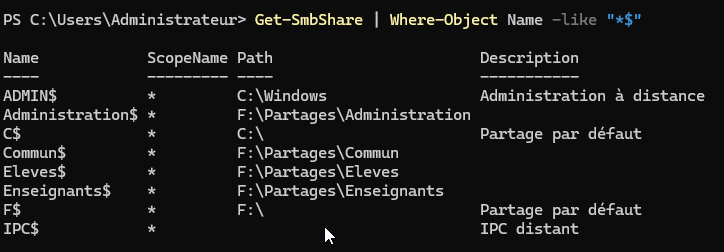 PS C:\Users\Administrateur> Get-SmbShare | Where-Object Name -like "*$"
Name ScopeName Path Description
---- --------- ---- -----------
ADMIN$ * C:\Windows Administration à distance
Administration$ * F:\Partages\Administration
C$ * C:\ Partage par défaut
Commun$ * F:\Partages\Commun
Eleves$ * F:\Partages\Eleves
Enseignants$ * F:\Partages\Enseignants
F$ * F:\ Partage par défaut
IPC$ * IPC distant